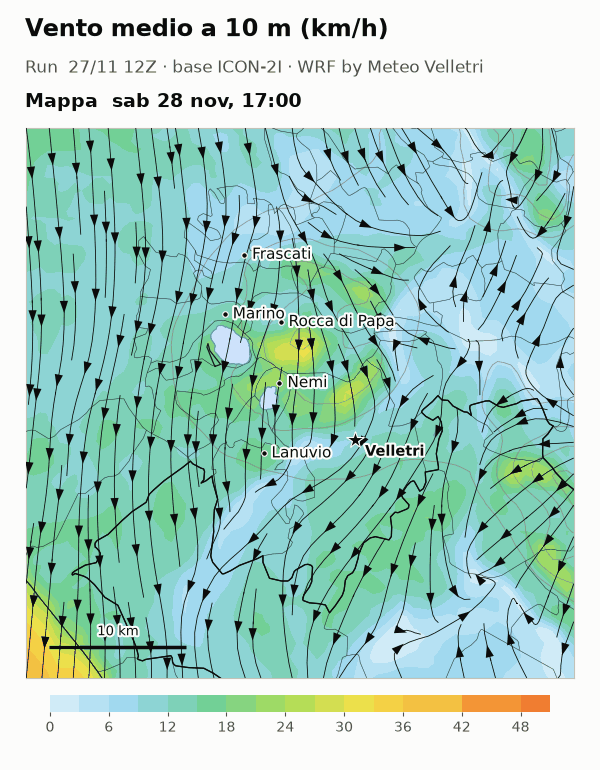 Vento medio a 10 m (km/h)
Run 27/11 12Z · base ICON-2I · WRF by Meteo Velletri
Mappa sab 28 nov, 17:00
Frascati
Marino
Rocca di Papa
Nemi
Velletri
Lanuvio
10 km
0 6 12 18 24 30 36 42 48